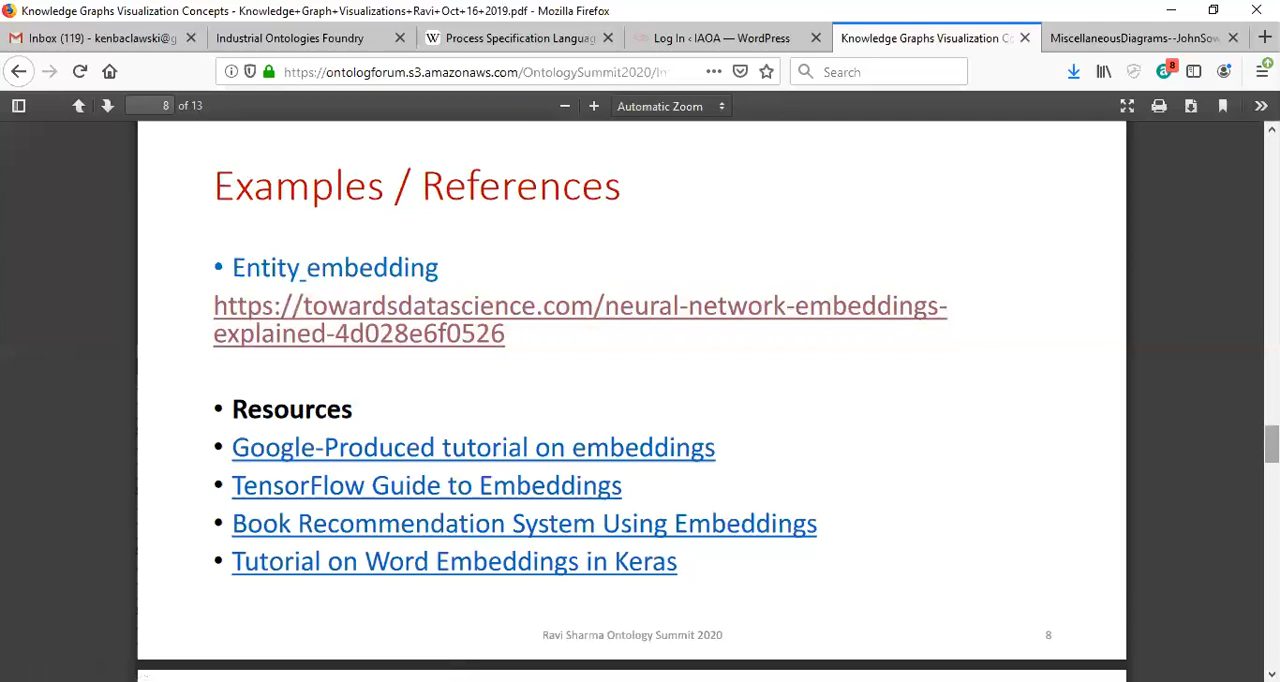 Knowledge Graphs Visualization Concepts - Knowledge+Graph+Visualizations+Ravi+Oct+16+2019.pdf - Mozilla Firefox
Inbox (119) - kenbaclawski@g
Industrial Ontologies Foundry
Process Specification Languag
Log In ‹ IAOA — WordPress
Knowledge Graphs Visualization Co
MiscellaneousDiagrams--JohnSow
https://ontologforum.s3.amazonaws.com/OntologySummit2020/In
Search
8
8 of 13
Automatic Zoom
Examples / References
• Entity_embedding
https://towardsdatascience.com/neural-network-embeddings-
explained-4d028e6f0526
• Resources
• Google-Produced tutorial on embeddings
• TensorFlow Guide to Embeddings
• Book Recommendation System Using Embeddings
• Tutorial on Word Embeddings in Keras
Ravi Sharma Ontology Summit 2020
8